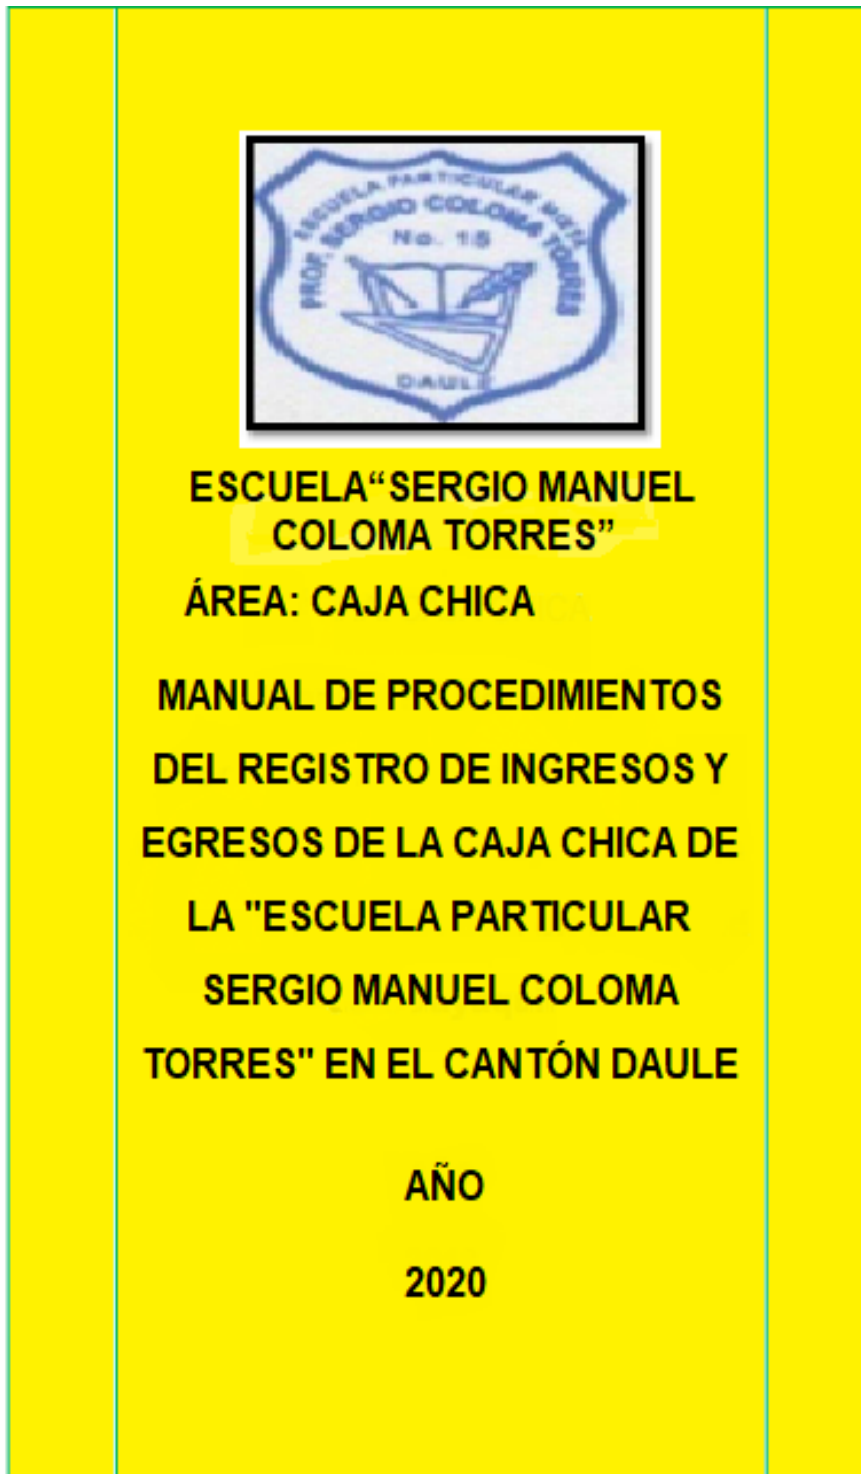 ESCUELA PARTICULAR MIXTA
PROF. SERGIO COLOMA TORRES
No. 15
DAULE
ESCUELA“SERGIO MANUEL
COLOMA TORRES”
ÁREA: CAJA CHICA
MANUAL DE PROCEDIMIENTOS
DEL REGISTRO DE INGRESOS Y
EGRESOS DE LA CAJA CHICA DE
LA "ESCUELA PARTICULAR
SERGIO MANUEL COLOMA
TORRES" EN EL CANTÓN DAULE
AÑO
2020